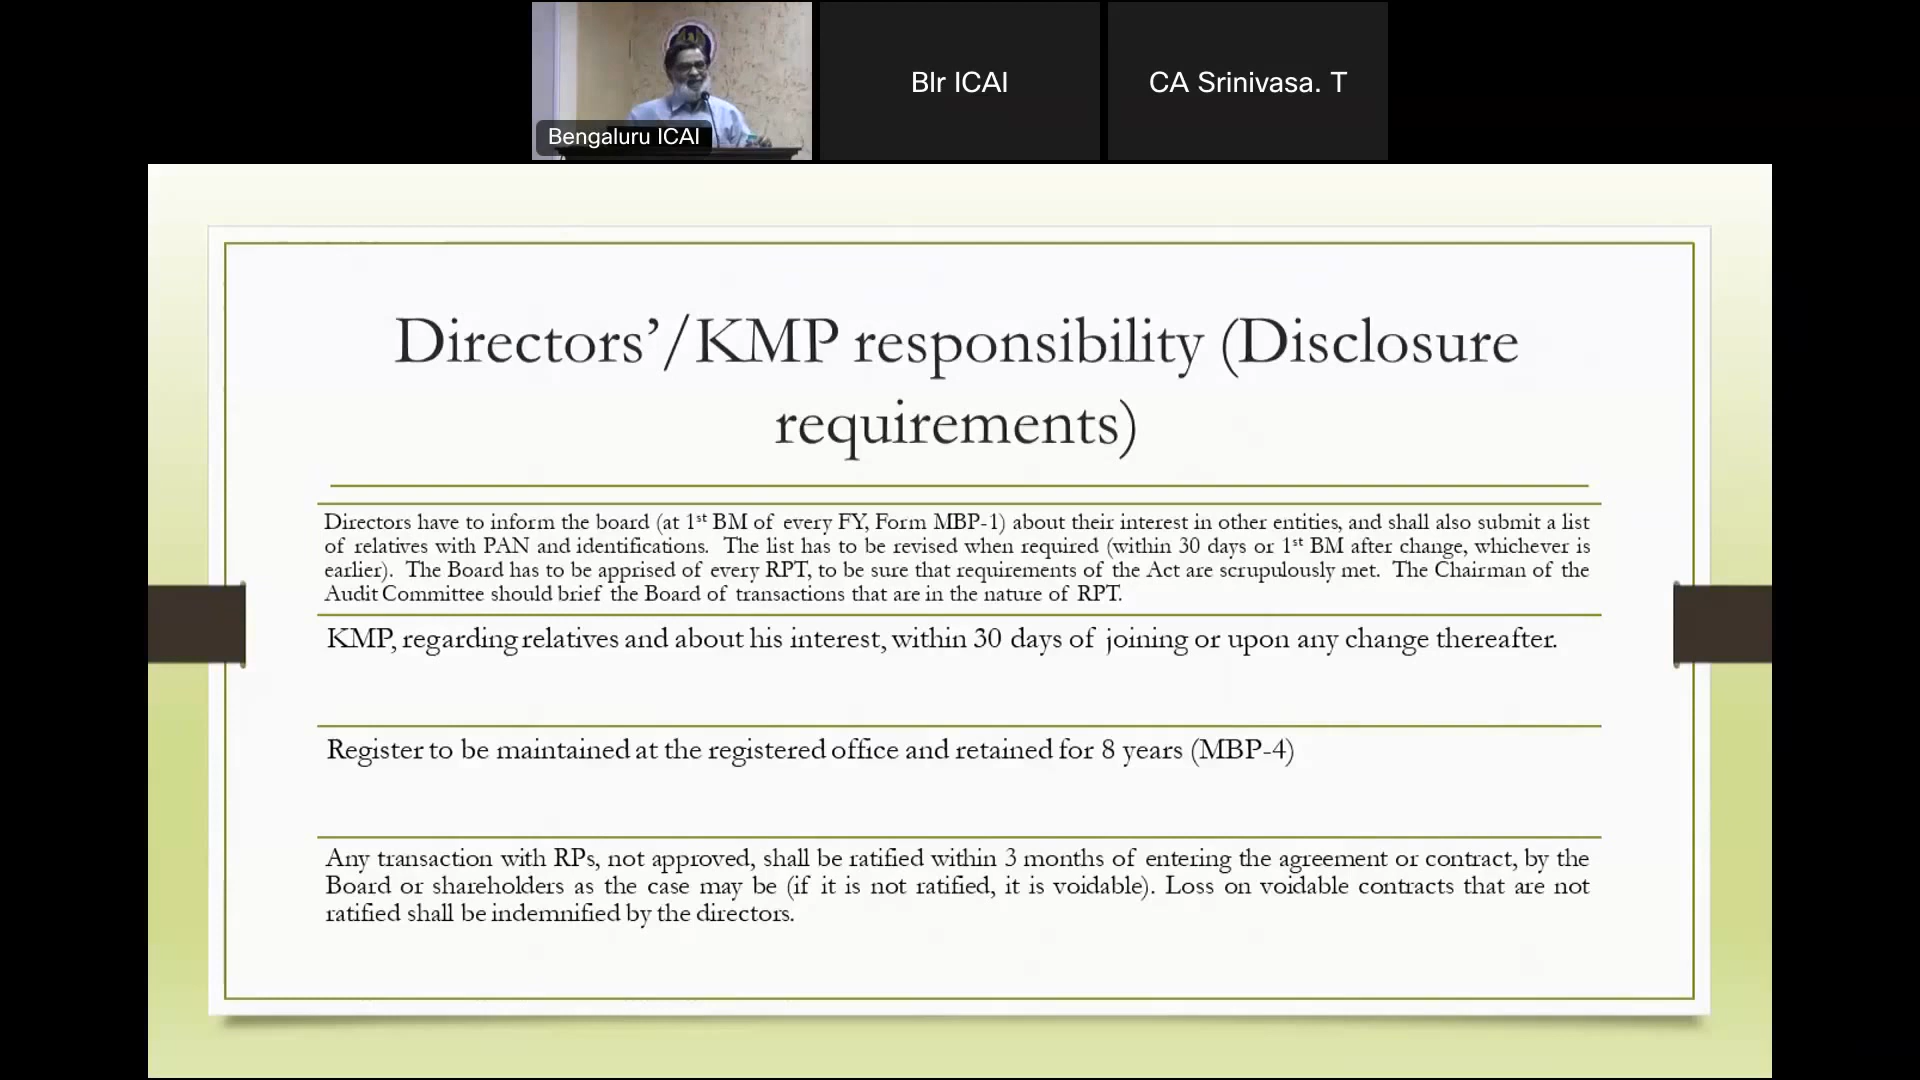 Bengaluru ICAI
Blr ICAI
CA Srinivasa. T
Directors’/KMP responsibility (Disclosure
requirements)
Directors have to inform the board (at 1st BM of every FY, Form MBP-1) about their interest in other entities, and shall also submit a list
of relatives with PAN and identifications. The list has to be revised when required (within 30 days or 1st BM after change, whichever is
earlier). The Board has to be apprised of every RPT, to be sure that requirements of the Act are scrupulously met. The Chairman of the
Audit Committee should brief the Board of transactions that are in the nature of RPT.
KMP, regarding relatives and about his interest, within 30 days of joining or upon any change thereafter.
Register to be maintained at the registered office and retained for 8 years (MBP-4)
Any transaction with RPs, not approved, shall be ratified within 3 months of entering the agreement or contract, by the
Board or shareholders as the case may be (if it is not ratified, it is voidable). Loss on voidable contracts that are not
ratified shall be indemnified by the directors.